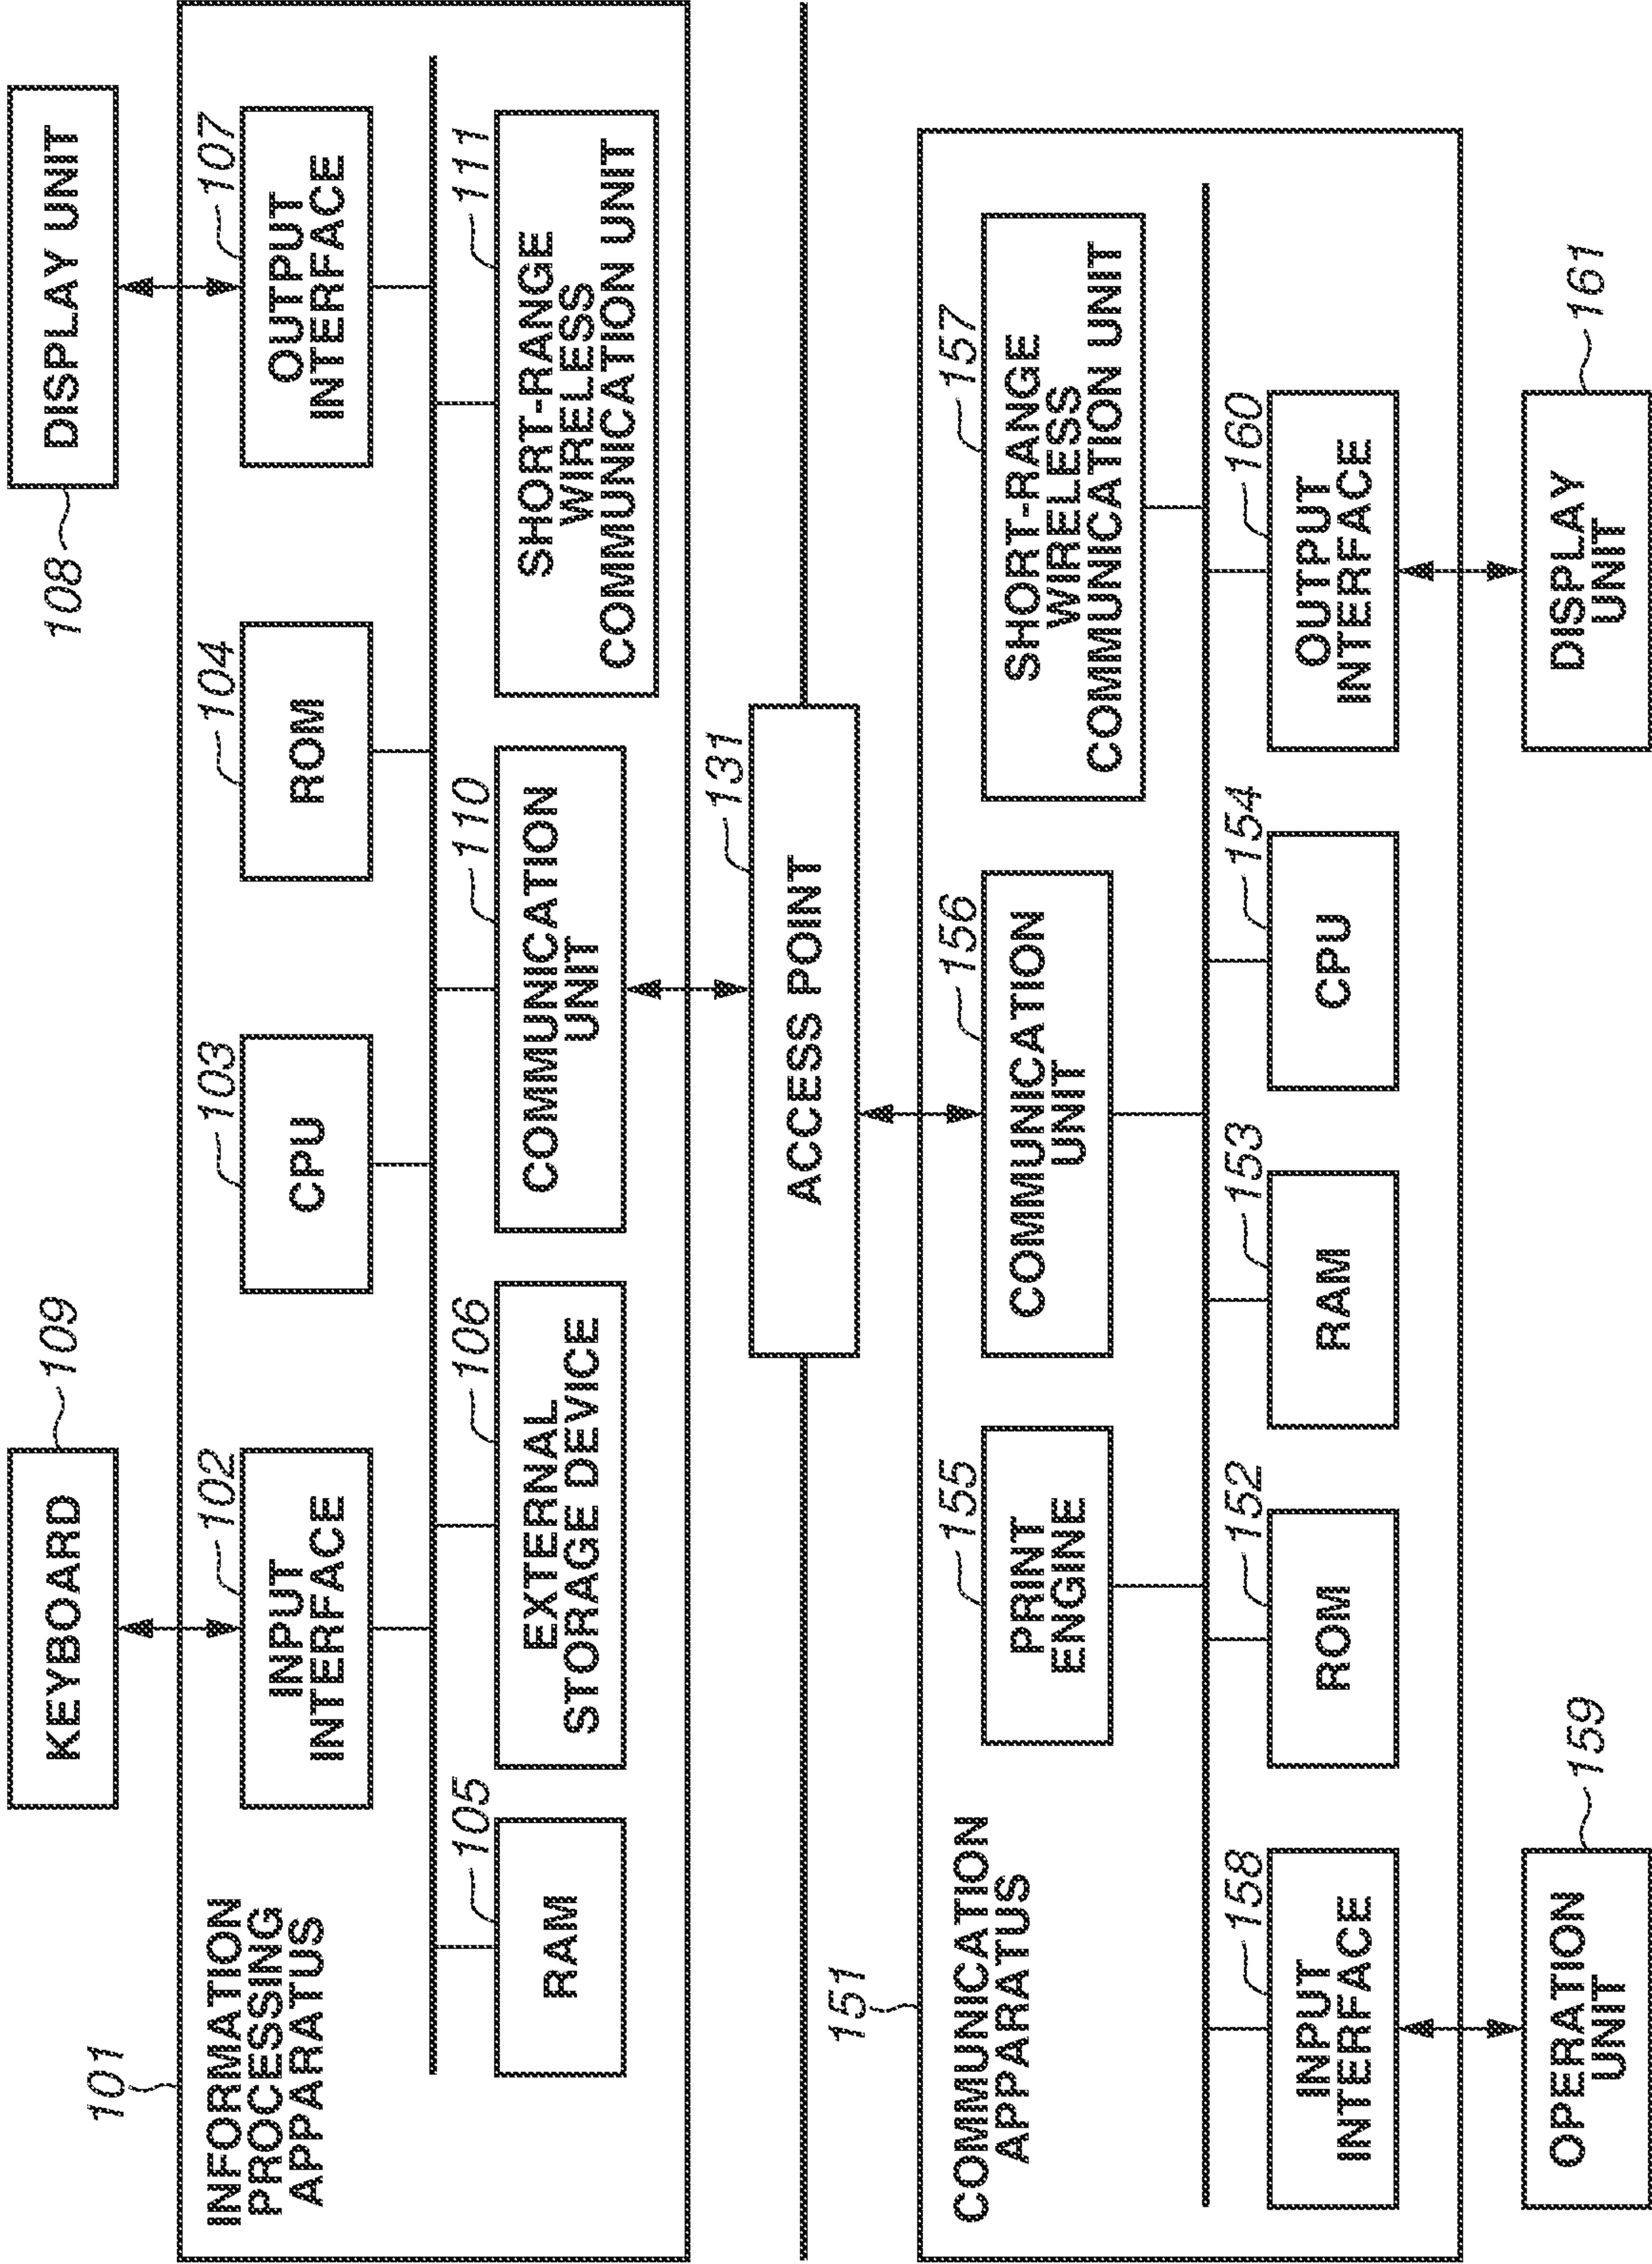 109
KEYBOARD
108
DISPLAY UNIT
101
INFORMATION
PROCESSING
APPARATUS
102
INPUT
INTERFACE
103
CPU
104
ROM
107
OUTPUT
INTERFACE
105
RAM
106
EXTERNAL
STORAGE DEVICE
110
COMMUNICATION
UNIT
111
SHORT-RANGE
WIRELESS
COMMUNICATION UNIT
131
ACCESS POINT
151
COMMUNICATION
APPARATUS
155
PRINT
ENGINE
156
COMMUNICATION
UNIT
157
SHORT-RANGE
WIRELESS
COMMUNICATION UNIT
158
INPUT
INTERFACE
152
ROM
153
RAM
154
CPU
160
OUTPUT
INTERFACE
159
OPERATION
UNIT
161
DISPLAY
UNIT